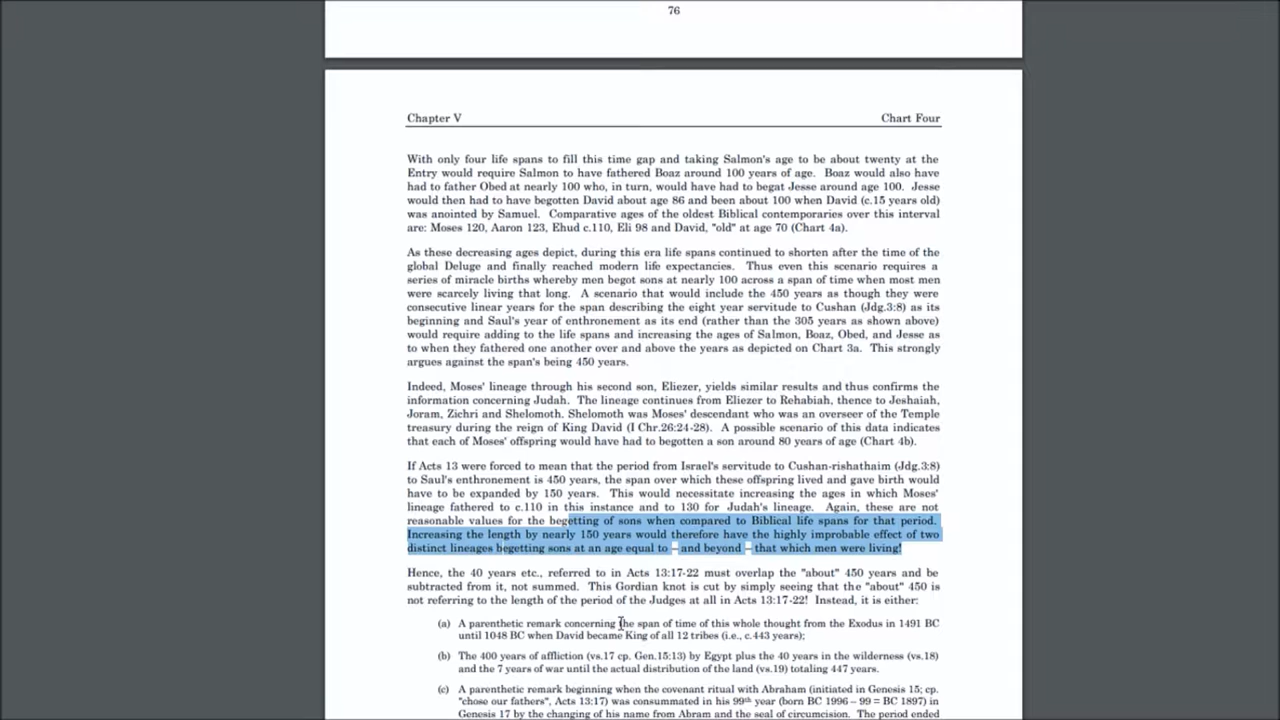 76
Chapter V Chart Four
With only four life spans to fill this time gap and taking Salmon's age to be about twenty at the
Entry would require Salmon to have fathered Boaz around 100 years of age. Boaz would also have
had to father Obed at nearly 100 who, in turn, would have had to begat Jesse around age 100. Jesse
would then had to have begotten David about age 86 and been about 100 when David (c.15 years old)
was anointed by Samuel. Comparative ages of the oldest Biblical contemporaries over this interval
are: Moses 120, Aaron 123, Ehud c.110, Eli 98 and David, "old" at age 70 (Chart 4a).
As these decreasing ages depict, during this era life spans continued to shorten after the time of the
global Deluge and finally reached modern life expectancies. Thus even this scenario requires a
series of miracle births whereby men begot sons at nearly 100 across a span of time when most men
were scarcely living that long. A scenario that would include the 450 years as though they were
consecutive linear years for the span describing the eight year servitude to Cushan (Jdg.3:8) as its
beginning and Saul's year of enthronement as its end (rather than the 305 years as shown above)
would require adding to the life spans and increasing the ages of Salmon, Boaz, Obed, and Jesse as
to when they fathered one another over and above the years as depicted on Chart 3a. This strongly
argues against the span's being 450 years.
Indeed, Moses' lineage through his second son, Eliezer, yields similar results and thus confirms the
information concerning Judah. The lineage continues from Eliezer to Rehabiah, thence to Jeshaiah,
Joram, Zichri and Shelomoth. Shelomoth was Moses' descendant who was an overseer of the Temple
treasury during the reign of King David (I Chr.26:24-28). A possible scenario of this data indicates
that each of Moses' offspring would have had to begotten a son around 80 years of age (Chart 4b).
If Acts 13 were forced to mean that the period from Israel's servitude to Cushan-rishathaim (Jdg.3:8)
to Saul's enthronement is 450 years, the span over which these offspring lived and gave birth would
have to be expanded by 150 years. This would necessitate increasing the ages in which Moses'
lineage fathered to c.110 in this instance and to 130 for Judah's lineage. Again, these are not
reasonable values for the begetting of sons when compared to Biblical life spans for that period.
Increasing the length by nearly 150 years would therefore have the highly improbable effect of two
distinct lineages begetting sons at an age equal to – and beyond – that which men were living!
Hence, the 40 years etc., referred to in Acts 13:17-22 must overlap the "about" 450 years and be
subtracted from it, not summed. This Gordian knot is cut by simply seeing that the "about" 450 is
not referring to the length of the period of the Judges at all in Acts 13:17-22! Instead, it is either:
(a) A parenthetic remark concerning the span of time of this whole thought from the Exodus in 1491 BC
until 1048 BC when David became King of all 12 tribes (i.e., c.443 years);
(b) The 400 years of affliction (vs.17 cp. Gen.15:13) by Egypt plus the 40 years in the wilderness (vs.18)
and the 7 years of war until the actual distribution of the land (vs.19) totaling 447 years.
(c) A parenthetic remark beginning when the covenant ritual with Abraham (initiated in Genesis 15; cp.
"chose our fathers", Acts 13:17) was consummated in his 99th year (born BC 1996 – 99 = BC 1897) in
Genesis 17 by the changing of his name from Abram and the seal of circumcision. The period ended